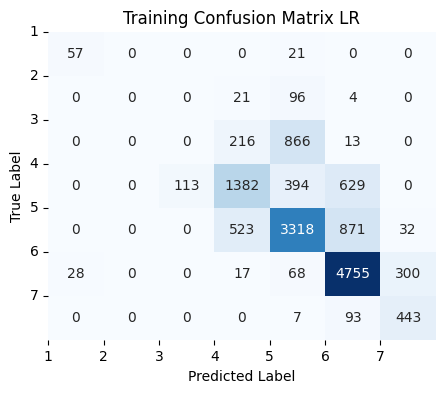 Training Confusion Matrix LR
1
57 0 0 0 21 0 0
2
0 0 0 21 96 4 0
3
0 0 0 216 866 13 0
4
0 0 113 1382 394 629 0
5
0 0 0 523 3318 871 32
6
28 0 0 17 68 4755 300
7
0 0 0 0 7 93 443
True Label
1 2 3 4 5 6 7
Predicted Label